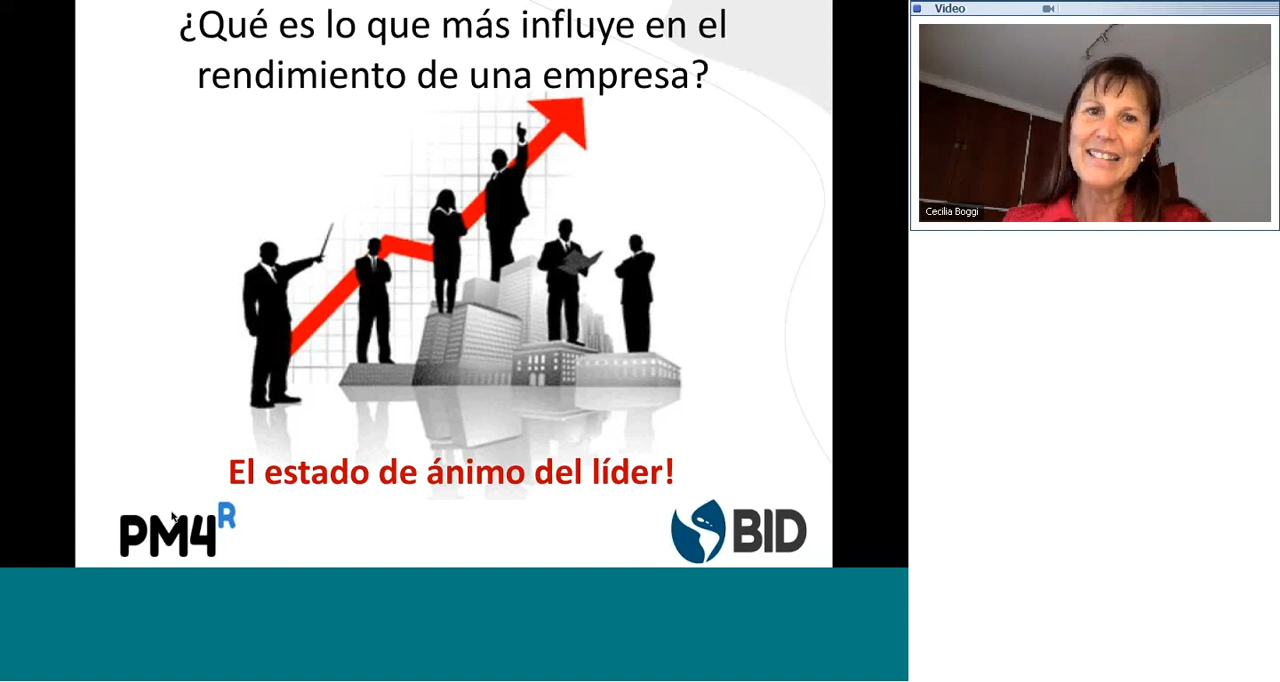 ¿Qué es lo que más influye en el
rendimiento de una empresa?
El estado de ánimo del líder!
PM4R
BID
Video
Cecilia Boggi